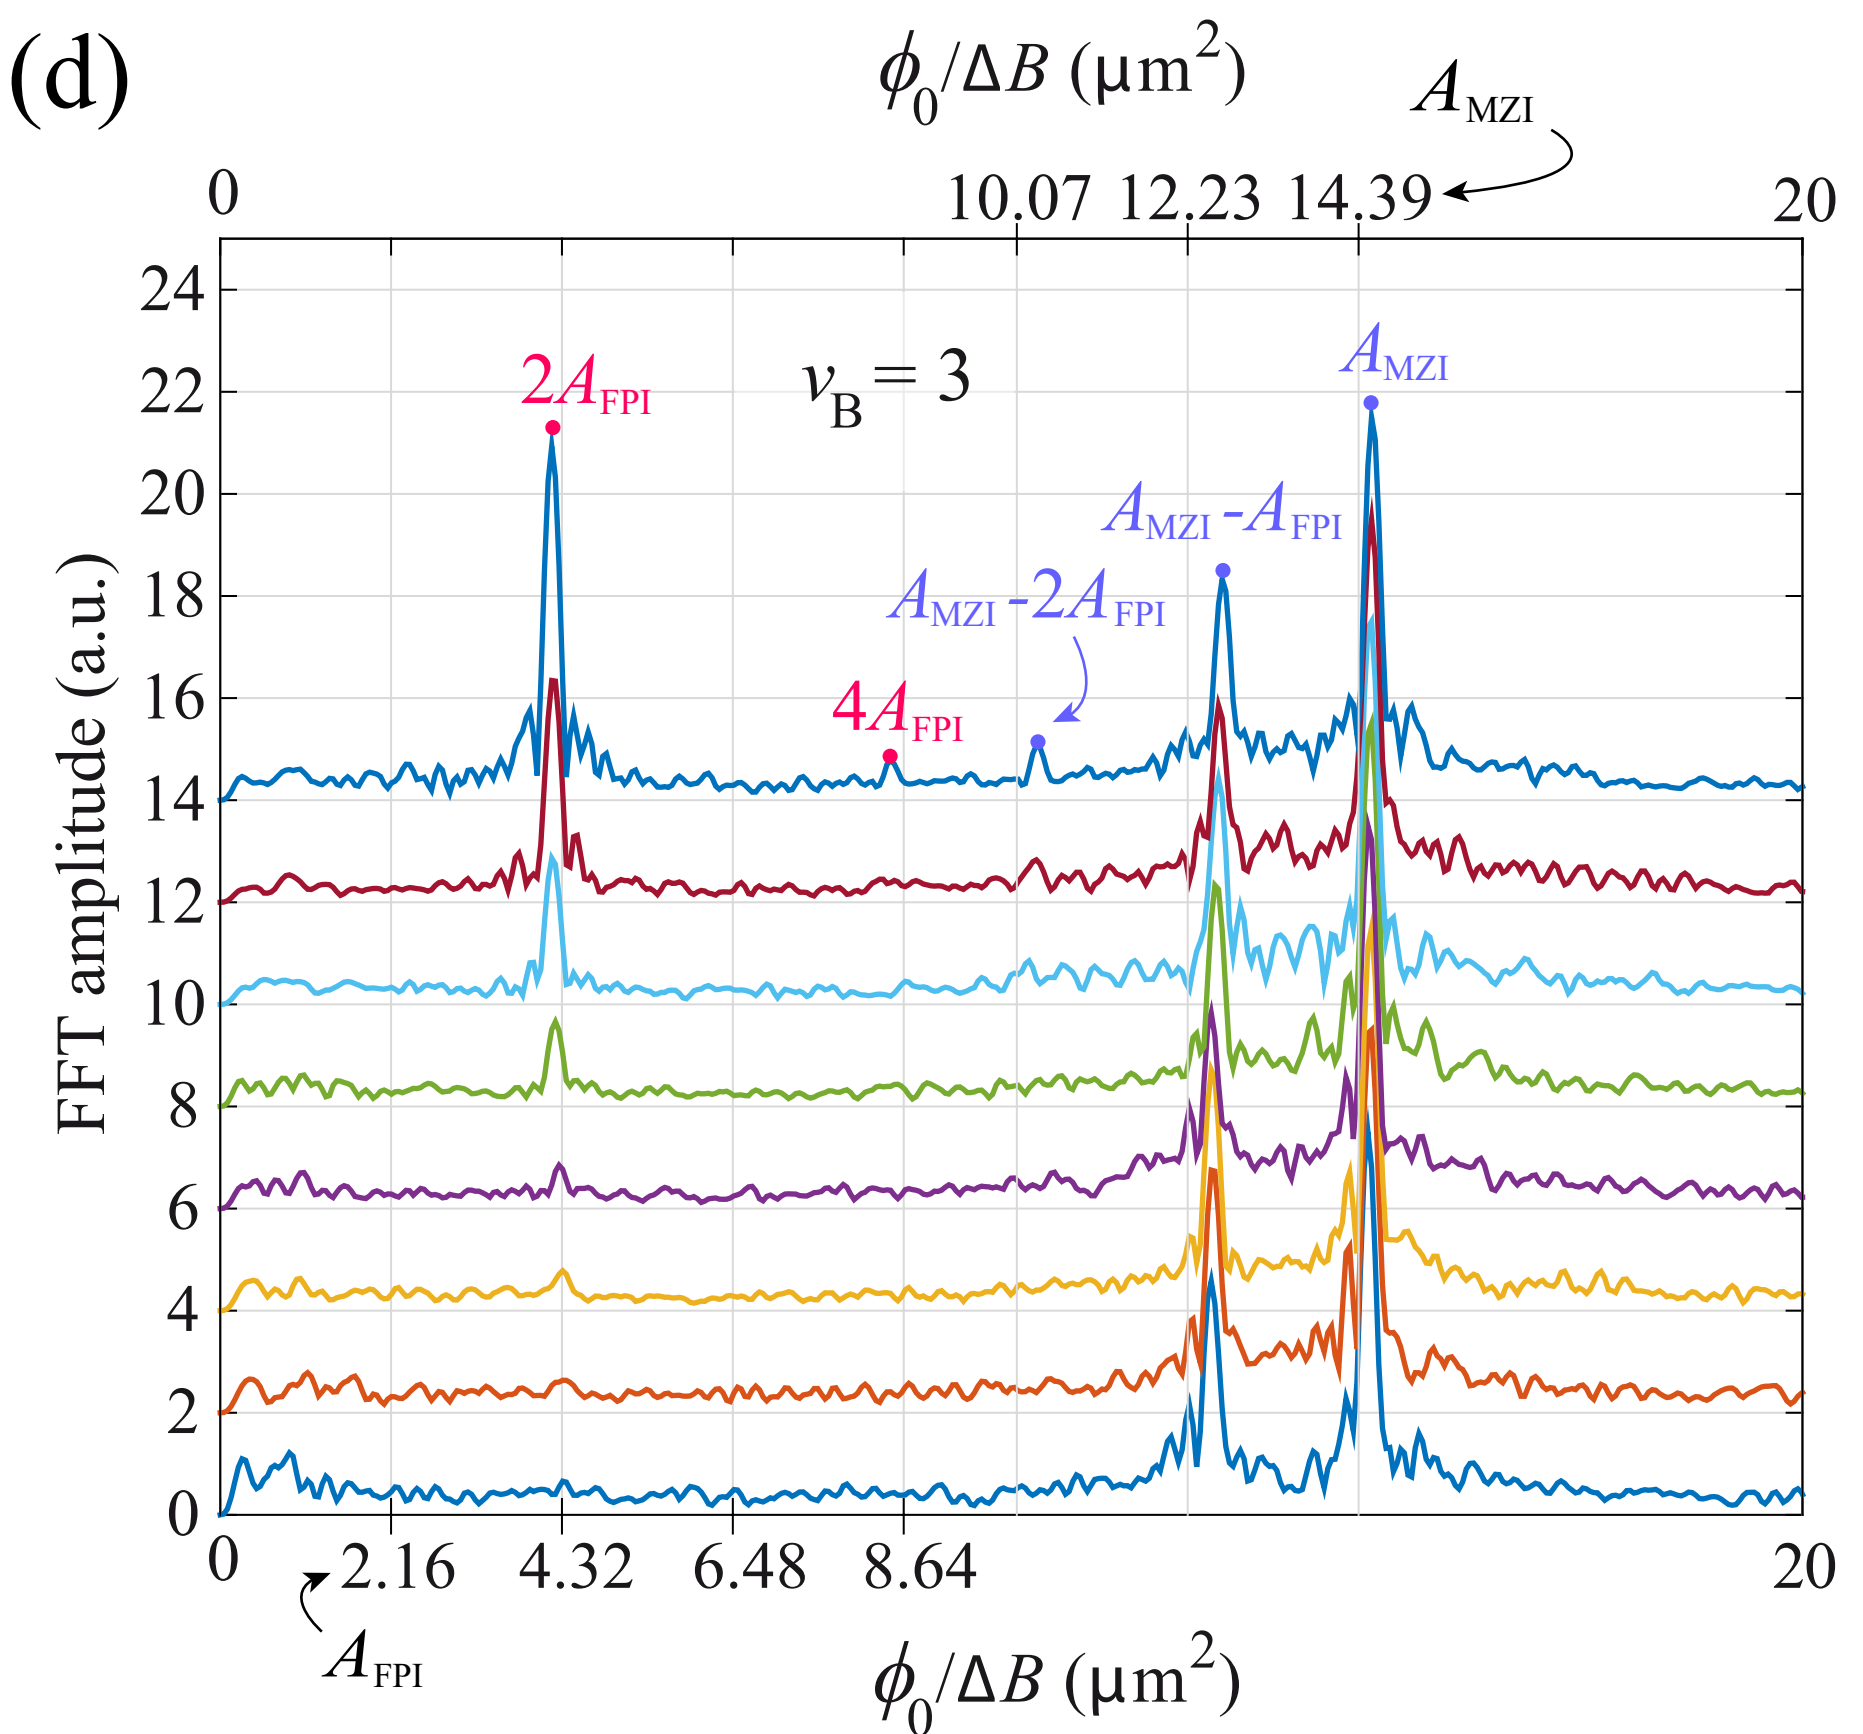 (d)
ϕ0/ΔB (μm2)
AMZI
0 10.07 12.23 14.39 20
24
22
20
18
16
14
12
10
8
6
4
2
0
FFT amplitude (a.u.)
2AFPI
νB = 3
AMZI
AMZI-AFPI
AMZI-2AFPI
4AFPI
0 2.16 4.32 6.48 8.64 20
AFPI
ϕ0/ΔB (μm2)